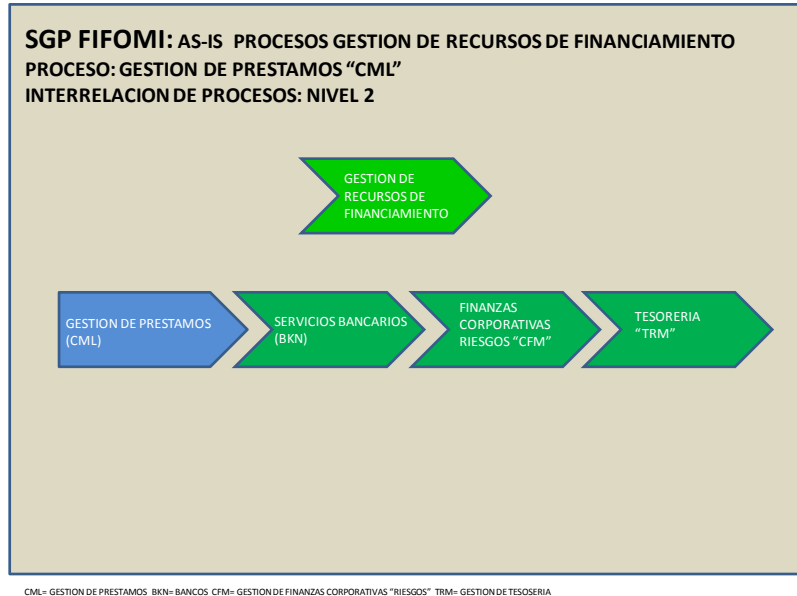 SGP FIFOMI: AS-IS PROCESOS GESTION DE RECURSOS DE FINANCIAMIENTO
PROCESO: GESTION DE PRESTAMOS "CML"
INTERRELACION DE PROCESOS: NIVEL 2
GESTION DE
RECURSOS DE
FINANCIAMIENTO
GESTION DE PRESTAMOS
(CML)
SERVICIOS BANCARIOS
(BKN)
FINANZAS
CORPORATIVAS
RIESGOS "CFM"
TESORERIA
"TRM"
CML= GESTION DE PRESTAMOS BKN= BANCOS CFM= GESTION DE FINANZAS CORPORATIVAS "RIESGOS" TRM= GESTION DE TESOSERIA